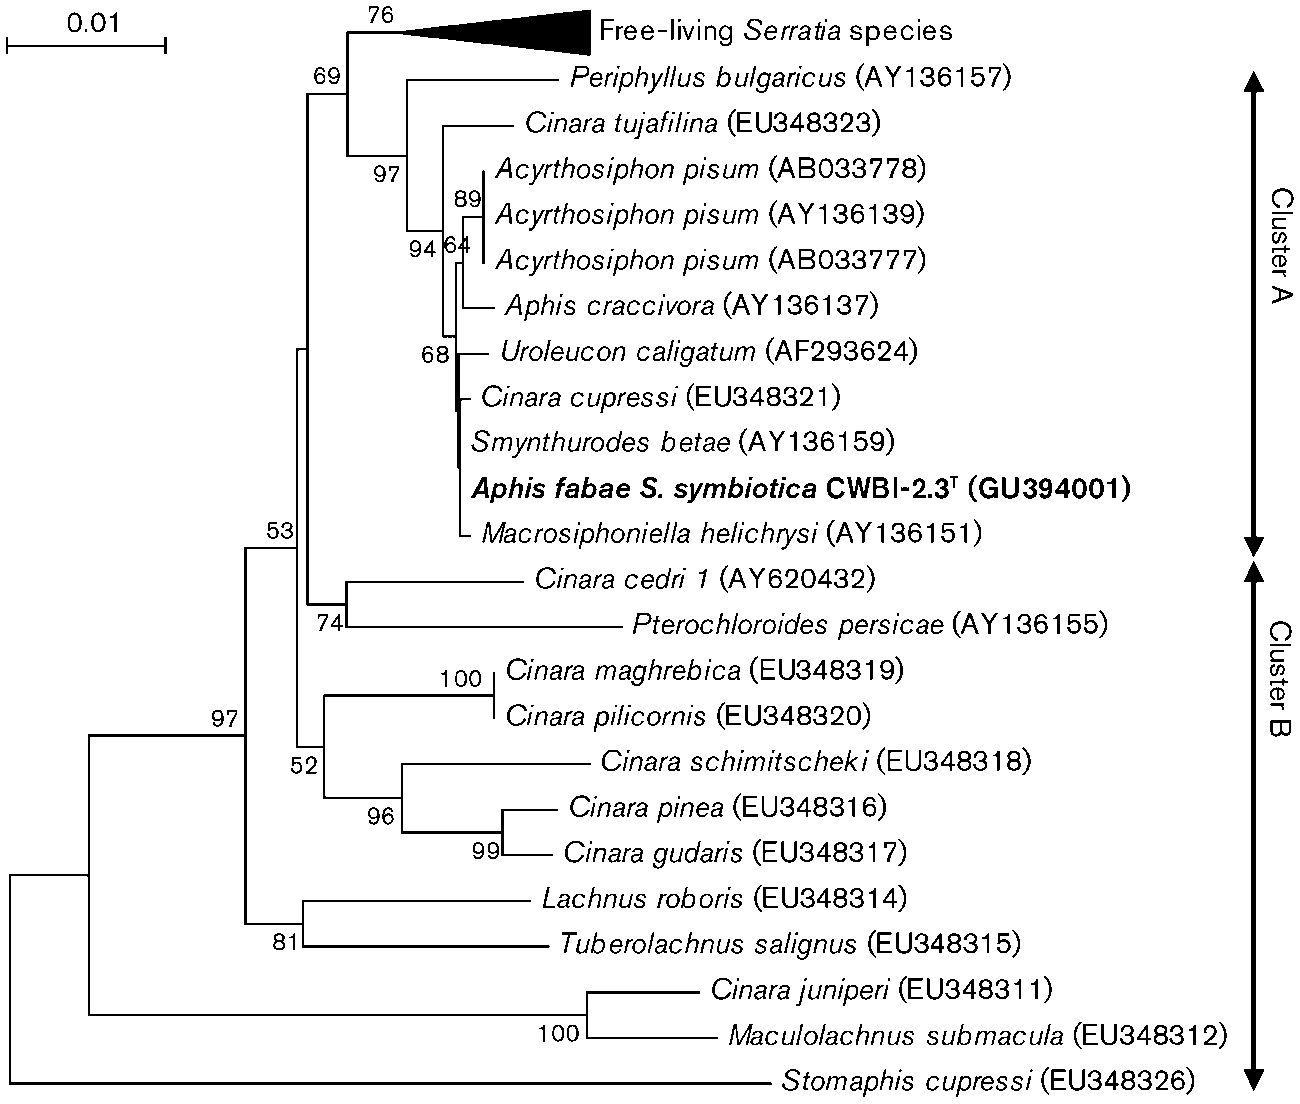 0.01
76
Free-living Serratia species
69
Periphyllus bulgaricus (AY136157)
Cinara tujafilina (EU348323)
97
Acyrthosiphon pisum (AB033778)
89
Acyrthosiphon pisum (AY136139)
94
64
Acyrthosiphon pisum (AB033777)
Aphis craccivora (AY136137)
68
Uroleucon caligatum (AF293624)
Cinara cupressi (EU348321)
Smynthurodes betae (AY136159)
Aphis fabae S. symbiotica CWBI-2.3ᵀ (GU394001)
Macrosiphoniella helichrysi (AY136151)
Cluster A
53
Cinara cedri 1 (AY620432)
74
Pterochloroides persicae (AY136155)
100
Cinara maghrebica (EU348319)
Cinara pilicornis (EU348320)
97
52
Cinara schimitscheki (EU348318)
96
Cinara pinea (EU348316)
99
Cinara gudaris (EU348317)
Lachnus roboris (EU348314)
81
Tuberolachnus salignus (EU348315)
Cinara juniperi (EU348311)
100
Maculolachnus submacula (EU348312)
Stomaphis cupressi (EU348326)
Cluster B